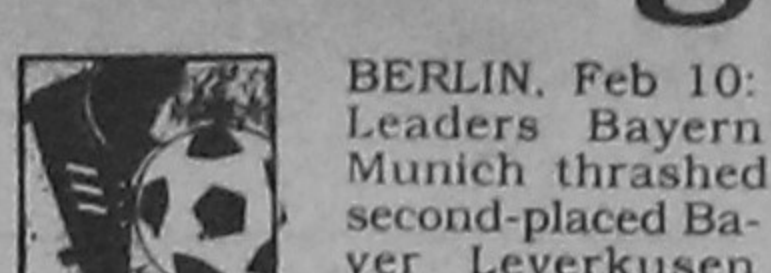 BERLIN, Feb 10:
Leaders Bayern
Munich thrashed
second-placed Ba-
yer Leverkusen